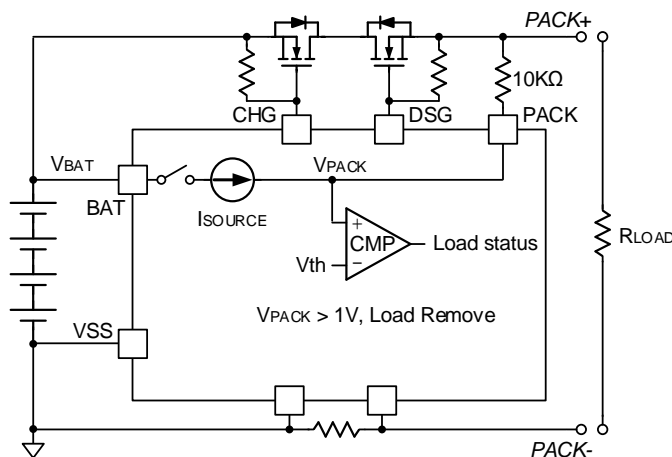 PACK+
10KΩ
CHG
DSG
PACK
VBAT
VPACK
BAT
ISOURCE
CMP
Load status
+
−
Vth
RLOAD
VPACK > 1V, Load Remove
VSS
PACK-